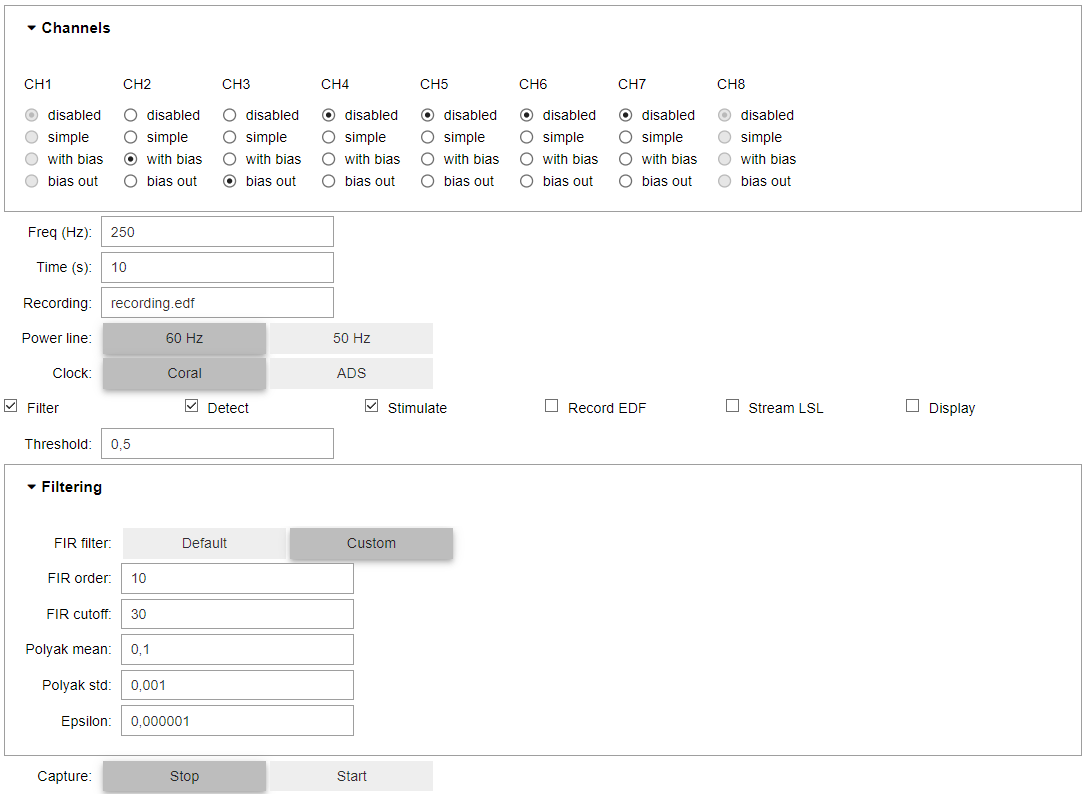 Channels
CH1 CH2 CH3 CH4 CH5 CH6 CH7 CH8
disabled disabled disabled disabled disabled disabled disabled disabled
simple simple simple simple simple simple simple simple
with bias with bias with bias with bias with bias with bias with bias with bias
bias out bias out bias out bias out bias out bias out bias out bias out
Freq (Hz): 250
Time (s): 10
Recording: recording.edf
Power line: 60 Hz 50 Hz
Clock: Coral ADS
Filter Detect Stimulate Record EDF Stream LSL Display
Threshold: 0,5
Filtering
FIR filter: Default Custom
FIR order: 10
FIR cutoff: 30
Polyak mean: 0,1
Polyak std: 0,001
Epsilon: 0,000001
Capture: Stop Start